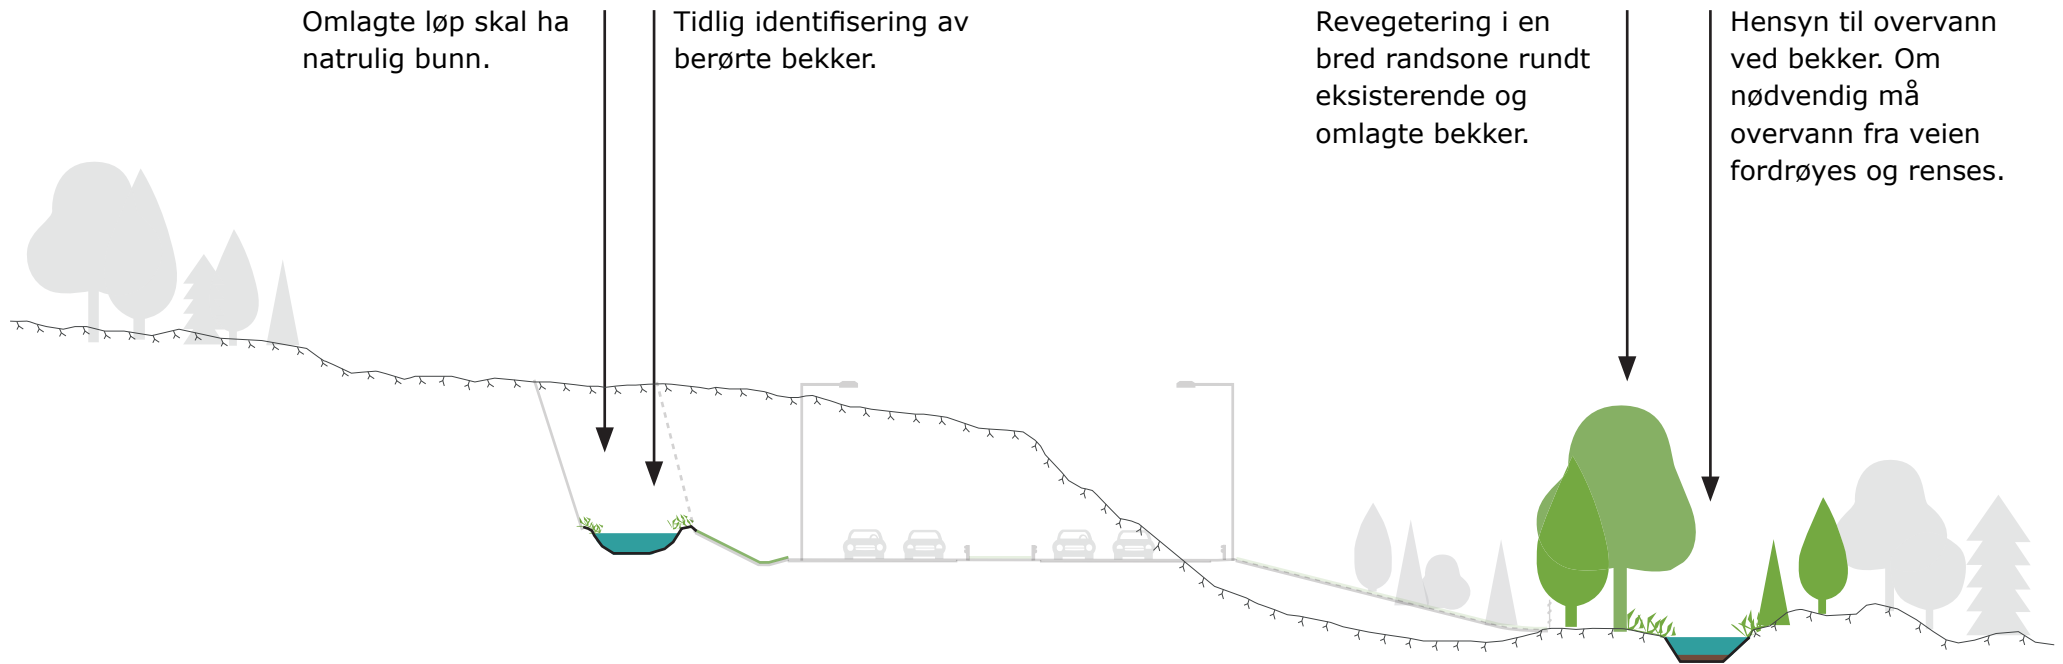 Omlagte løp skal ha
natrulig bunn.
Tidlig identifisering av
berørte bekker.
Revegetering i en
bred randsone rundt
eksisterende og
omlagte bekker.
Hensyn til overvann
ved bekker. Om
nødvendig må
overvann fra veien
fordrøyes og renses.